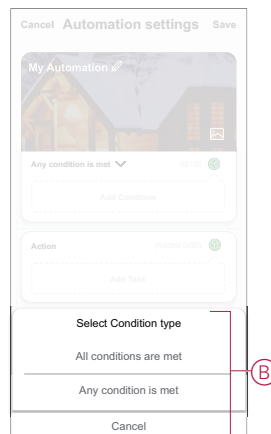 Cancel Automation settings Save
My Automation
Any condition is met
Add Condition
Action
Add Task
Select Condition type
All conditions are met
Any condition is met
Cancel
B